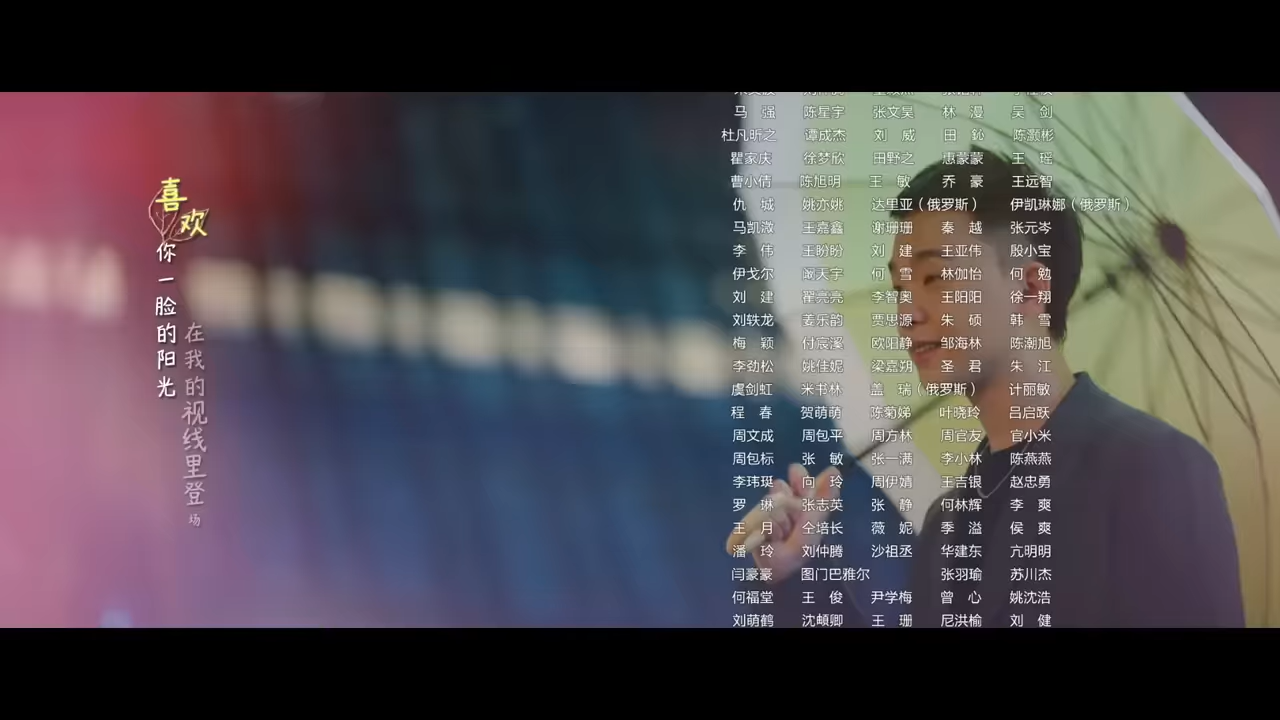 喜欢
你一脸的阳光
在我的视线里登场
马 强 陈星宇 张文昊 林 漫 吴 剑
杜凡昕之 谭成杰 刘 威 田 鈊 陈灏彬
瞿家庆 徐梦欣 田野之 惠蒙蒙 王 瑶
曹小倩 陈旭明 王 敏 乔 豪 王远智
仇 城 姚亦姚 达里亚（俄罗斯） 伊凯琳娜（俄罗斯）
马凯溦 王嘉鑫 谢珊珊 秦 越 张元岑
李 伟 王盼盼 刘 建 王亚伟 殷小宝
伊戈尔 阚天宇 何 雪 林伽怡 何 勉
刘 建 翟亮亮 李智奥 王阳阳 徐一翔
刘轶龙 姜乐韵 贾思源 朱 硕 韩 雪
梅 颖 付宸溪 欧阳静 邹海林 陈潮旭
李劲松 姚佳妮 梁嘉朔 圣 君 朱 江
虞剑虹 米书林 盖 瑞（俄罗斯） 计丽敏
程 春 贺萌萌 陈菊娣 叶晓玲 吕启跃
周文成 周包平 周方林 周官友 官小米
周包标 张 敏 张一满 李小林 陈燕燕
李玮珽 向 玲 周伊婧 王吉银 赵忠勇
罗 琳 张志英 张 静 何林辉 李 爽
王 月 仝培长 薇 妮 季 溢 侯 爽
潘 玲 刘仲腾 沙祖丞 华建东 亢明明
闫豪豪 图门巴雅尔 张羽瑜 苏川杰
何福堂 王 俊 尹学梅 曾 心 姚沈浩
刘萌鹤 沈頔卿 王 珊 尼洪榆 刘 健